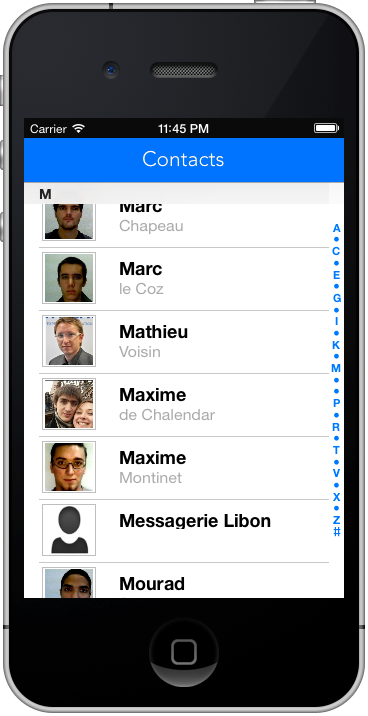 Carrier 11:45 PM
Contacts
M
Marc
Chapeau
Marc
le Coz
Mathieu
Voisin
Maxime
de Chalendar
Maxime
Montinet
Messagerie Libon
Mourad
A
●
C
●
E
●
G
●
I
●
K
●
M
●
●
P
●
R
●
T
●
V
●
X
●
Z
#